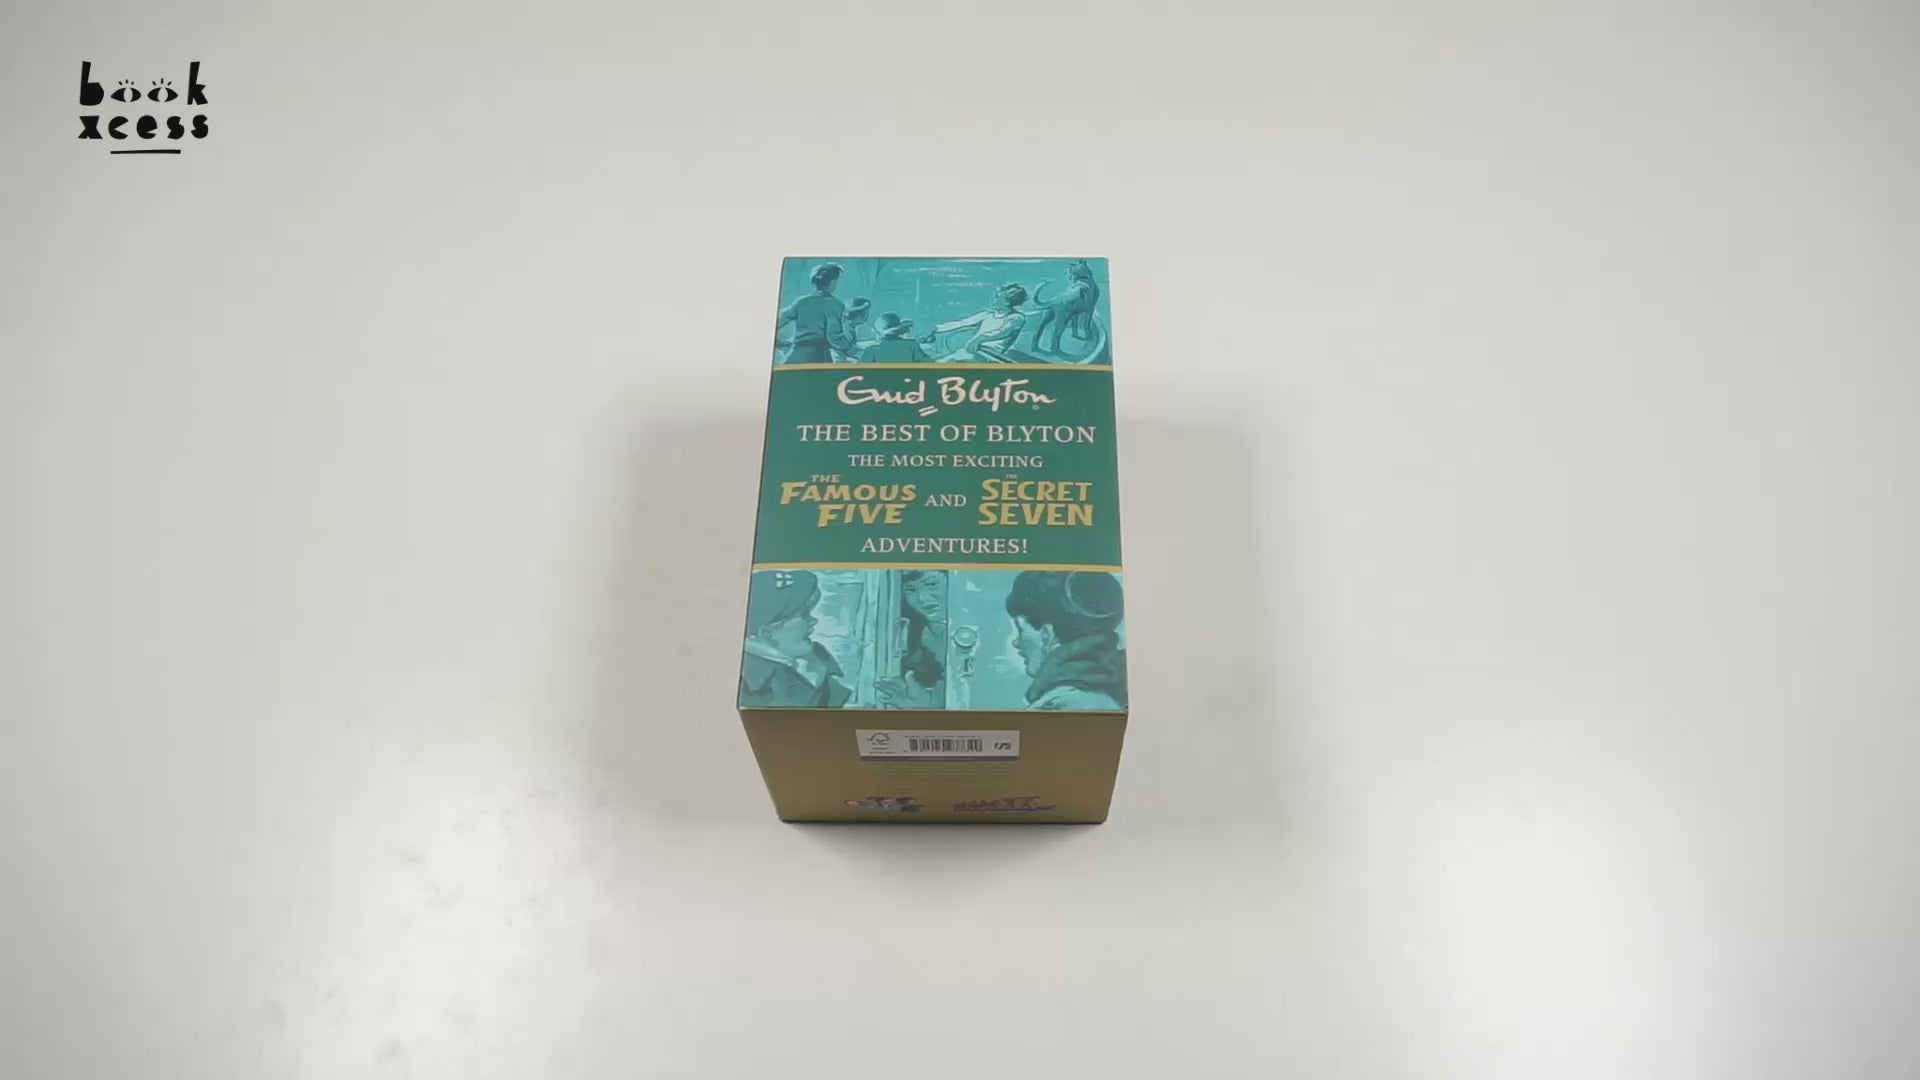 book
xcess
Enid Blyton
THE BEST OF BLYTON
THE MOST EXCITING
THE FAMOUS FIVE AND THE SECRET SEVEN
ADVENTURES!